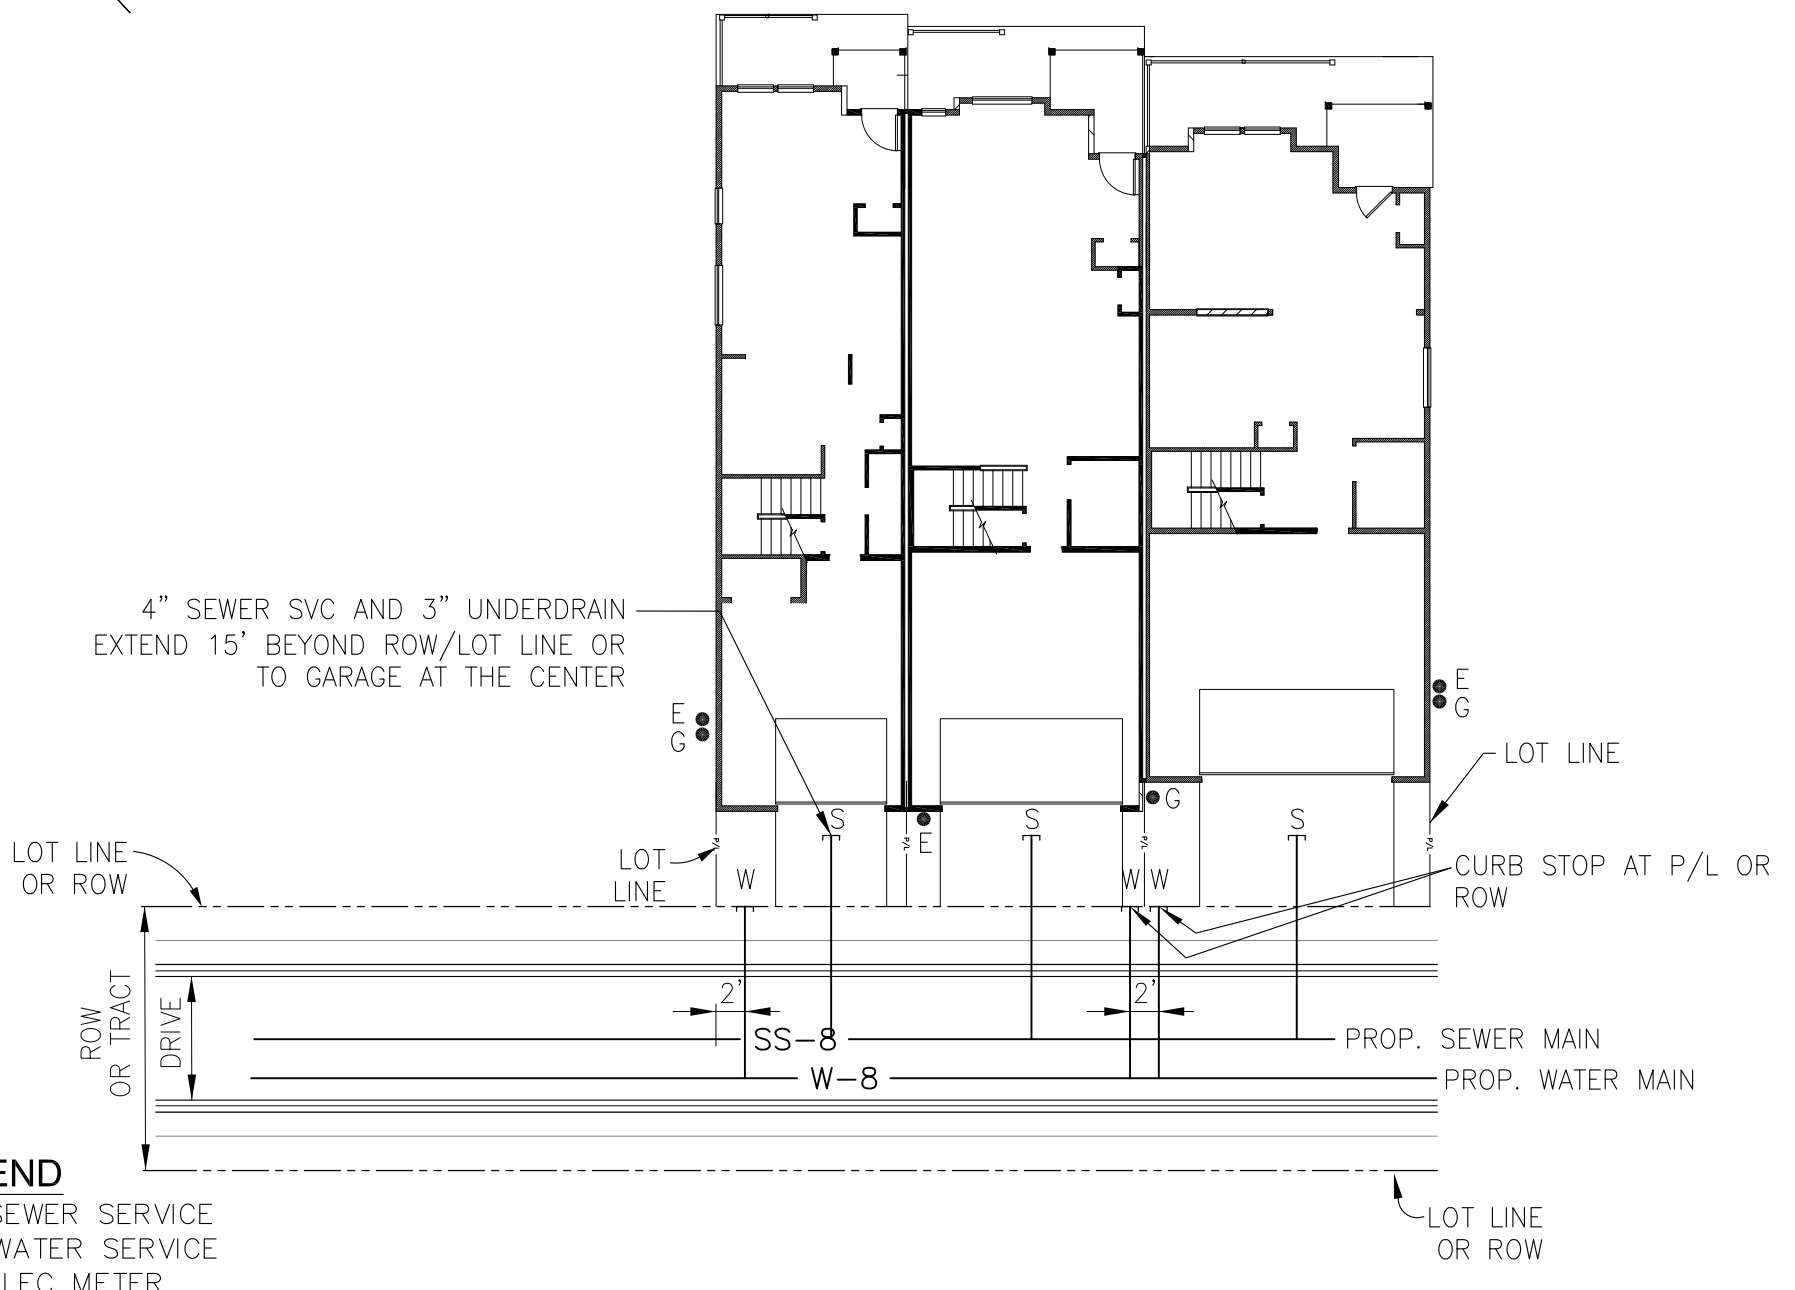 4" SEWER SVC AND 3" UNDERDRAIN
EXTEND 15' BEYOND ROW/LOT LINE OR
TO GARAGE AT THE CENTER
E
G
E
G
LOT LINE
G
S
S
S
E
P/L
P/L
P/L
P/L
LOT LINE
OR ROW
LOT
LINE
W
W
W
CURB STOP AT P/L OR
ROW
ROW
OR TRACT
DRIVE
2'
2'
SS-8
PROP. SEWER MAIN
W-8
PROP. WATER MAIN
END
SEWER SERVICE
WATER SERVICE
LEC METER
LOT LINE
OR ROW